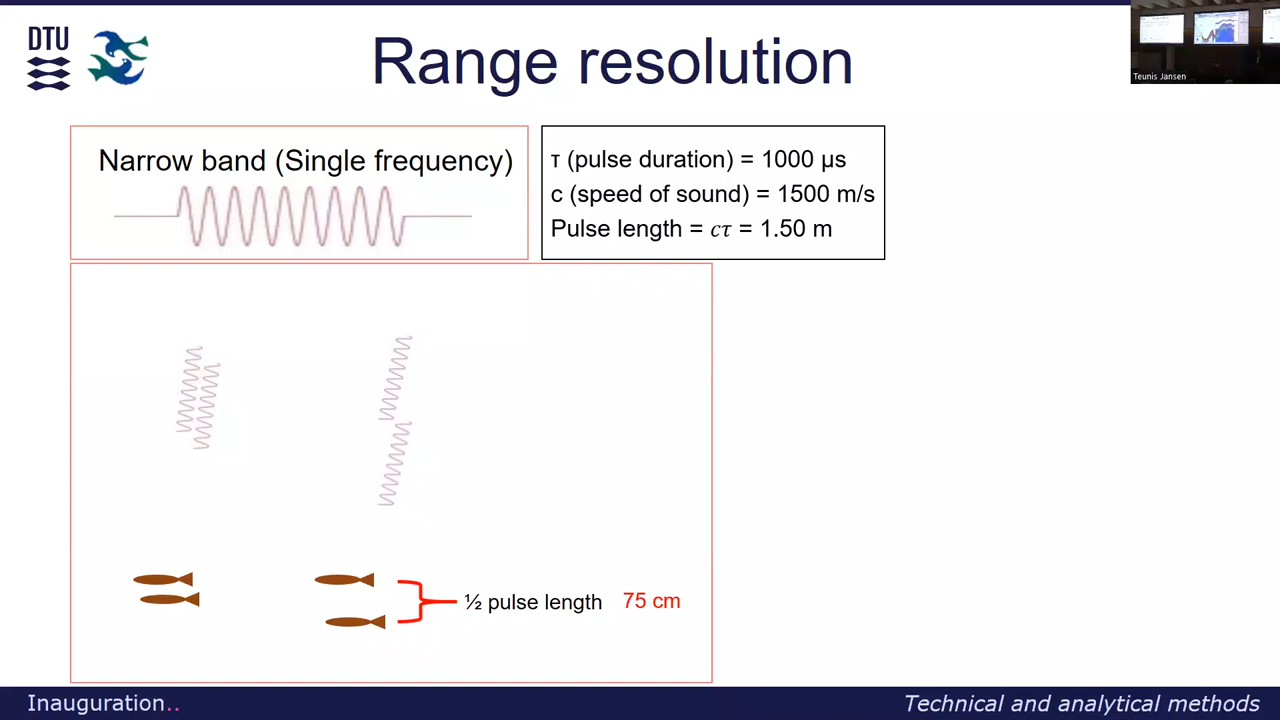 DTU
Range resolution
Teunis Jansen
Narrow band (Single frequency)
τ (pulse duration) = 1000 μs
c (speed of sound) = 1500 m/s
Pulse length = 𝑐𝜏 = 1.50 m
½ pulse length 75 cm
Inauguration..
Technical and analytical methods